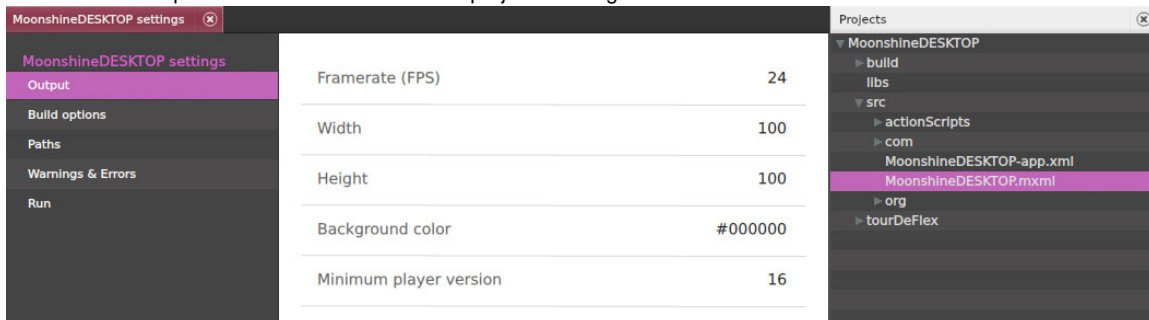 MoonshineDESKTOP settings
MoonshineDESKTOP settings
Output
Build options
Paths
Warnings & Errors
Run
Framerate (FPS) 24
Width 100
Height 100
Background color #000000
Minimum player version 16
Projects
MoonshineDESKTOP
build
libs
src
actionScripts
com
MoonshineDESKTOP-app.xml
MoonshineDESKTOP.mxml
org
tourDeFlex